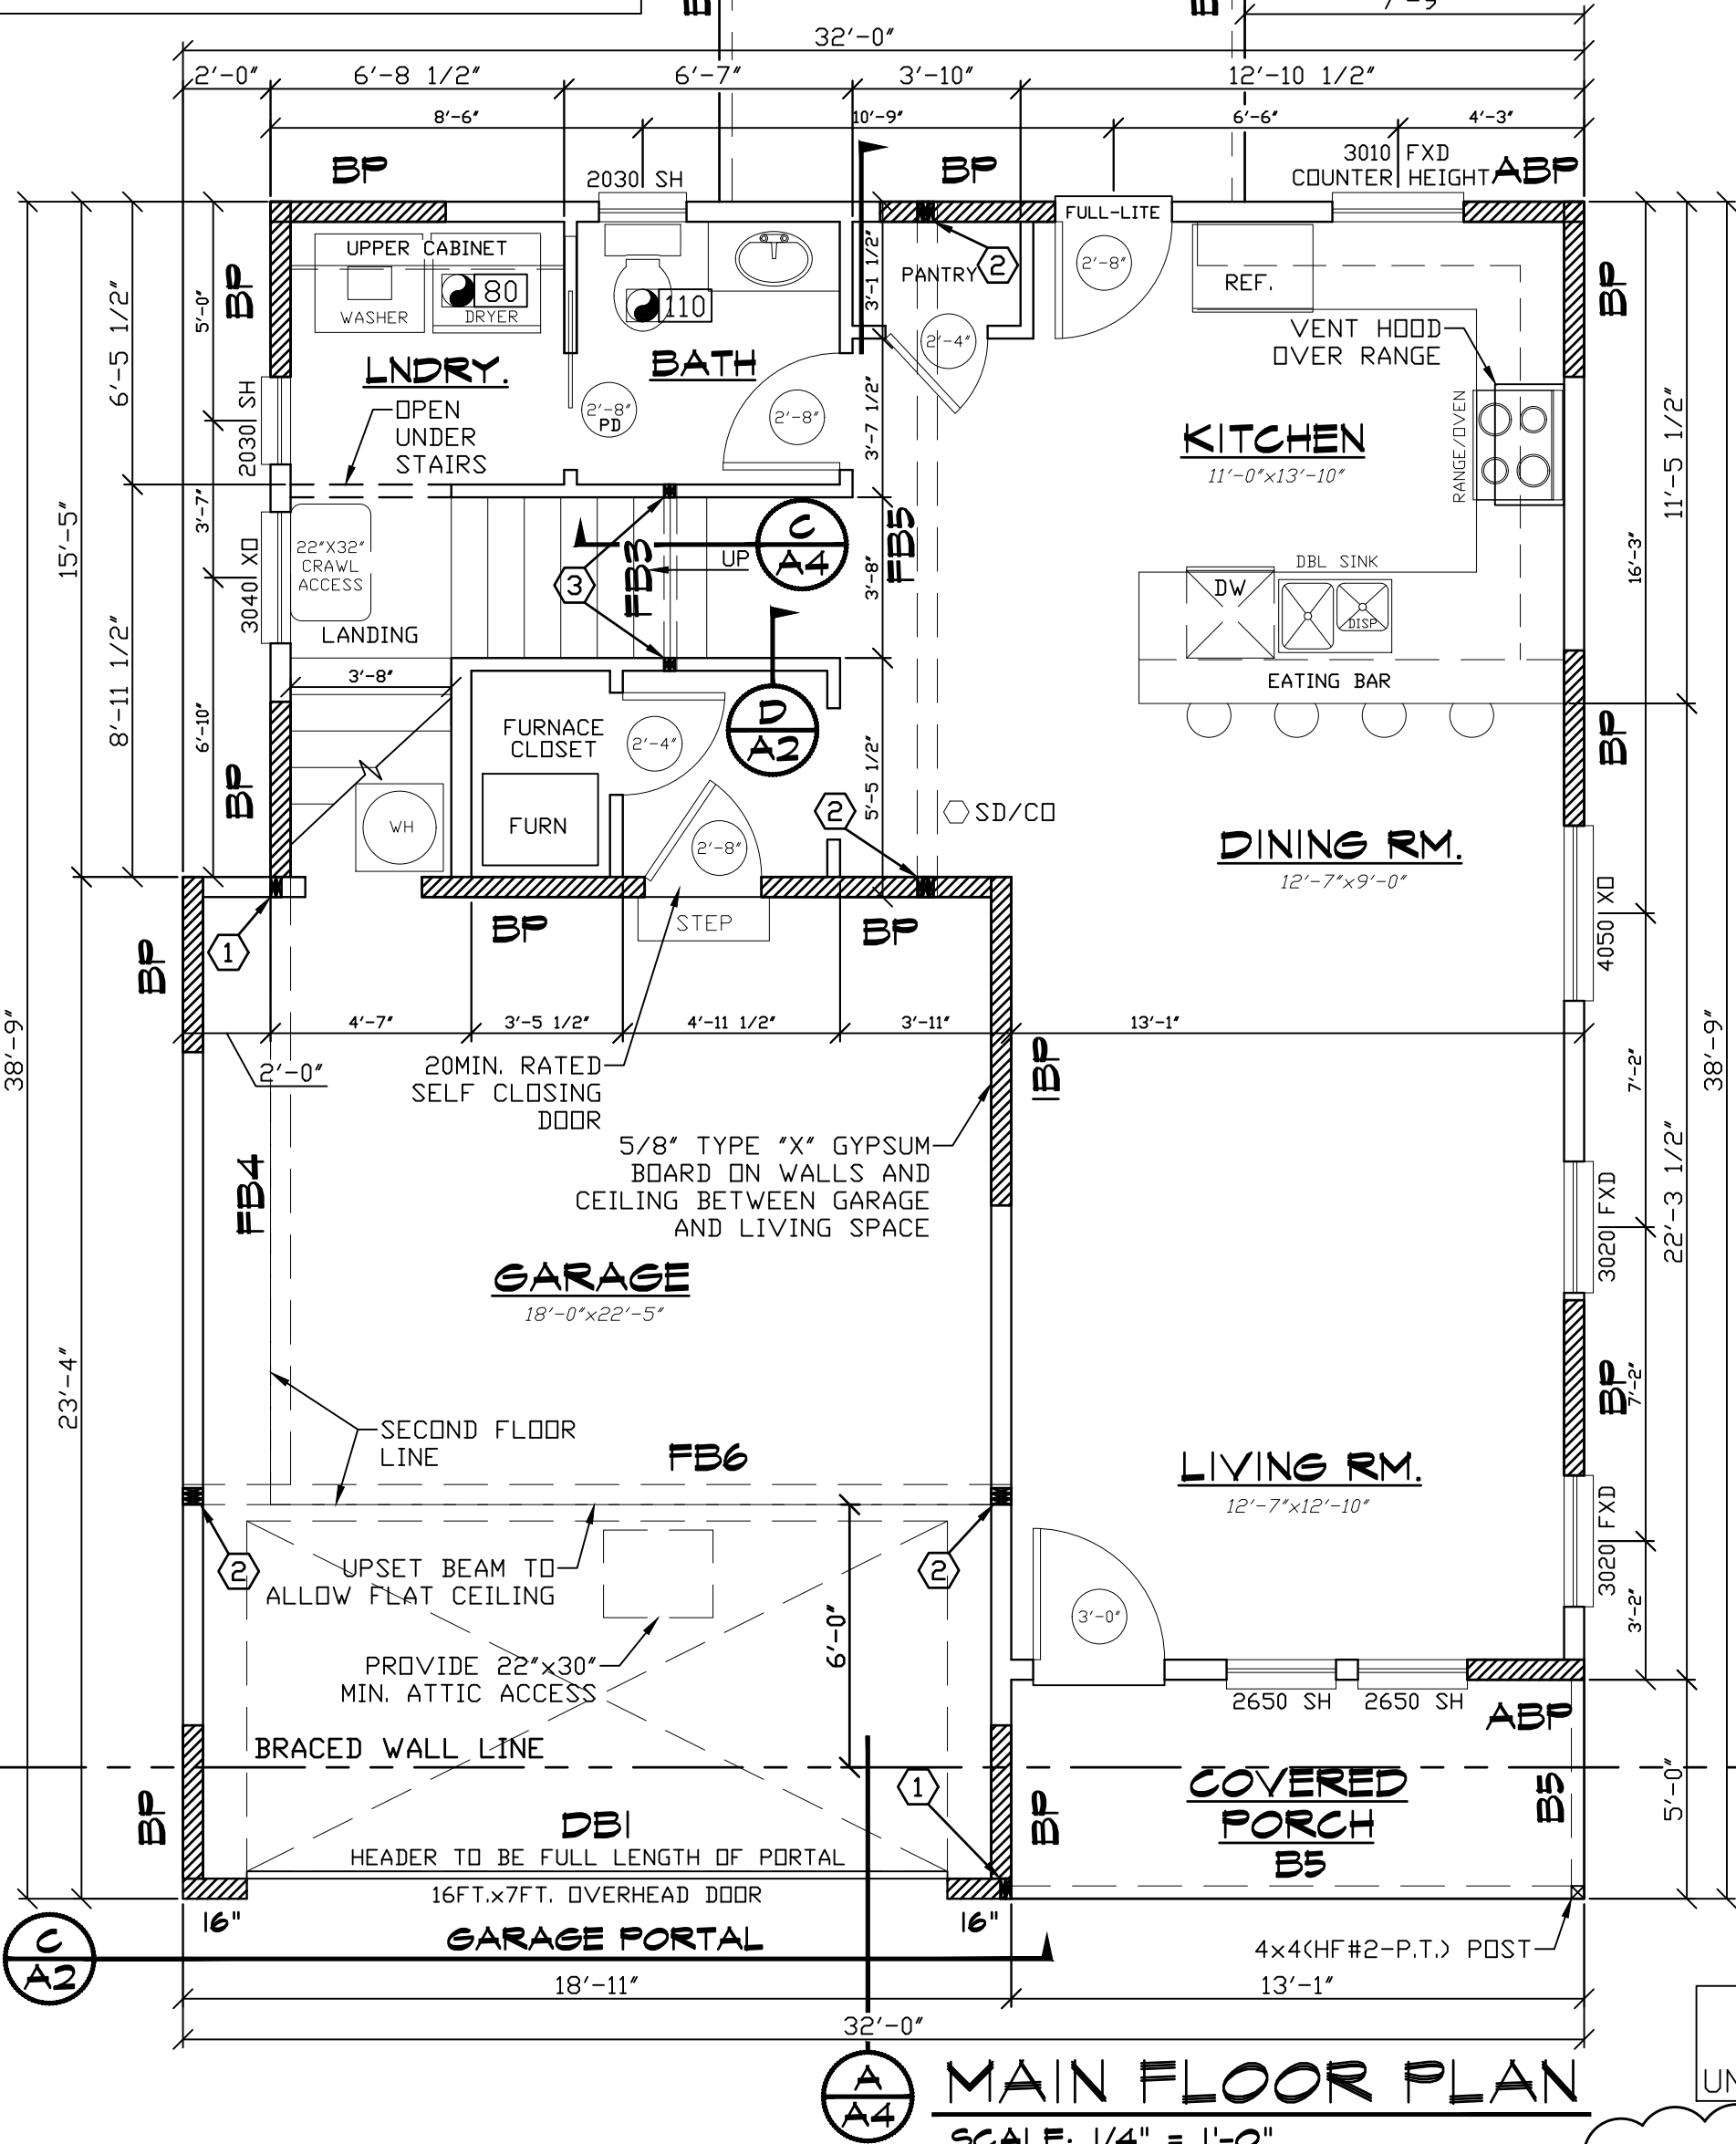 7'-9"
32'-0"
2'-0" 6'-8 1/2" 6'-7" 3'-10" 12'-10 1/2"
8'-6" 10'-9" 6'-6" 4'-3"
BP 2030 SH BP 3010 FXD
COUNTER HEIGHT ABP
FULL-LITE
UPPER CABINET
WASHER
80
DRYER
110
3'-1 1/2"
PANTRY
2
2'-8"
REF.
2'-4"
VENT HOOD
OVER RANGE
BP
BP
5'-0"
6'-5 1/2"
LNDRY.
BATH
OPEN
UNDER
STAIRS
2'-8"
PD
2'-8"
3'-7 1/2"
KITCHEN
11'-0"x13'-10"
RANGE/OVEN
11'-5 1/2"
2030 SH
3'-7"
15'-5"
3040 XO
22"X32"
CRAWL
ACCESS
LANDING
3
FB3
UP
C
A4
FB5
3'-8"
DW
DBL SINK
DISP
EATING BAR
16'-3"
8'-11 1/2"
6'-10"
3'-8"
BP
FURNACE
CLOSET
FURN
WH
2'-4"
D
A2
2'-8"
2
5'-5 1/2"
SD/CO
DINING RM.
12'-7"x9'-0"
BP
4050 XO
1
BP
BP
STEP
BP
38'-9"
4'-7" 3'-5 1/2" 4'-11 1/2" 3'-11" 13'-1"
2'-0"
20MIN. RATED
SELF CLOSING
DOOR
IBP
7'-2"
38'-9"
5/8" TYPE "X" GYPSUM
BOARD ON WALLS AND
CEILING BETWEEN GARAGE
AND LIVING SPACE
FB4
3020 FXD
22'-3 1/2"
GARAGE
18'-0"x22'-5"
23'-4"
BP
7'-2"
SECOND FLOOR
LINE
FB6
LIVING RM.
12'-7"x12'-10"
2
2
UPSET BEAM TO
ALLOW FLAT CEILING
3020 FXD
3'-2"
6'-0"
3'-0"
PROVIDE 22"x30"
MIN. ATTIC ACCESS
2650 SH 2650 SH
ABP
BRACED WALL LINE
1
COVERED
PORCH
B5
B5
5'-0"
BP
BP
DB1
HEADER TO BE FULL LENGTH OF PORTAL
16FT.x7FT. OVERHEAD DOOR
16" 16"
GARAGE PORTAL
C
A2
4x4(HF#2-P.T.) POST
18'-11" 13'-1"
32'-0"
A
A4
MAIN FLOOR PLAN
SCALE: 1/4" = 1'-0"